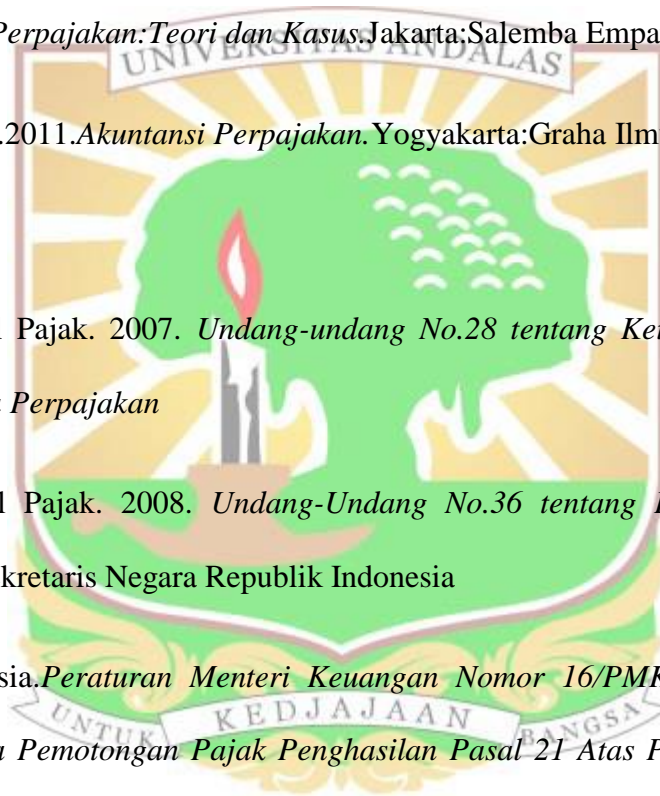 Perpajakan:Teori dan Kasus.Jakarta:Salemba Empa
UNIVERSITAS ANDALAS
.2011.Akuntansi Perpajakan.Yogyakarta:Graha Ilm
Pajak. 2007. Undang-undang No.28 tentang Ke
Perpajakan
l Pajak. 2008. Undang-Undang No.36 tentang
kretaris Negara Republik Indonesia
sia.Peraturan Menteri Keuangan Nomor 16/PMK
UNTUK KEDJAJAAN BANGSA
Pemotongan Pajak Penghasilan Pasal 21 Atas P